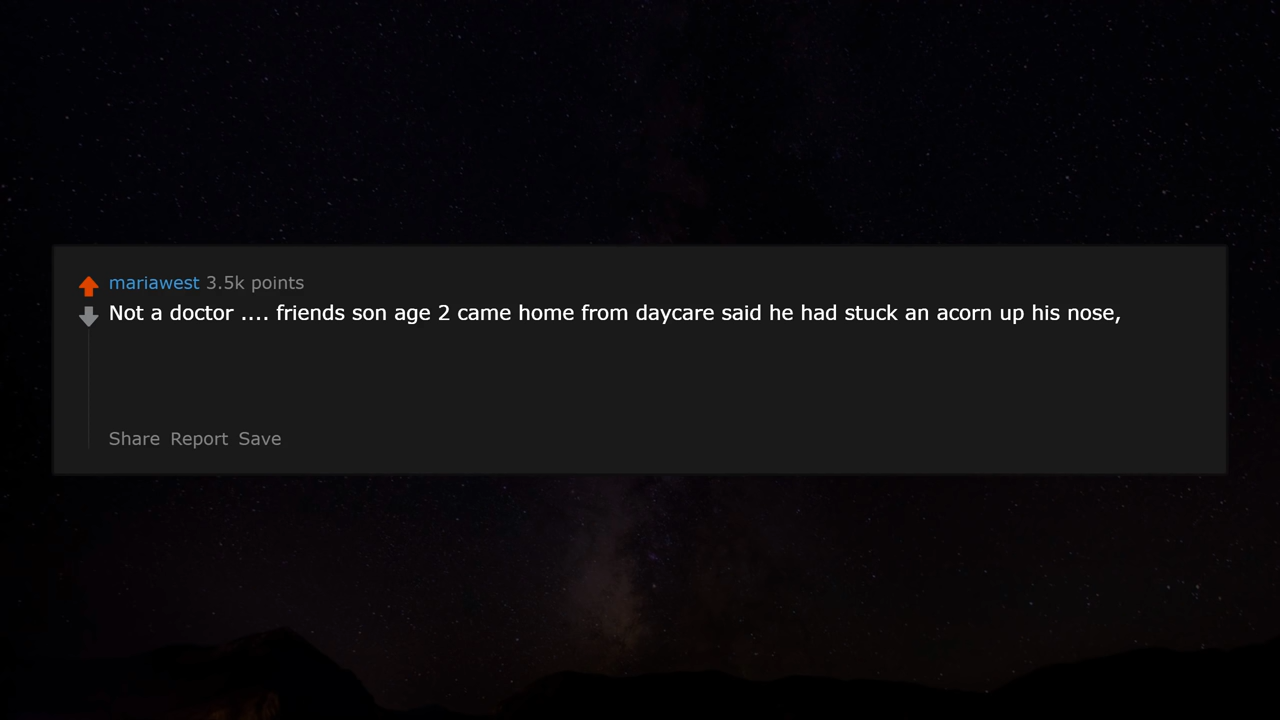 mariawest 3.5k points
Not a doctor .... friends son age 2 came home from daycare said he had stuck an acorn up his nose,
Share Report Save